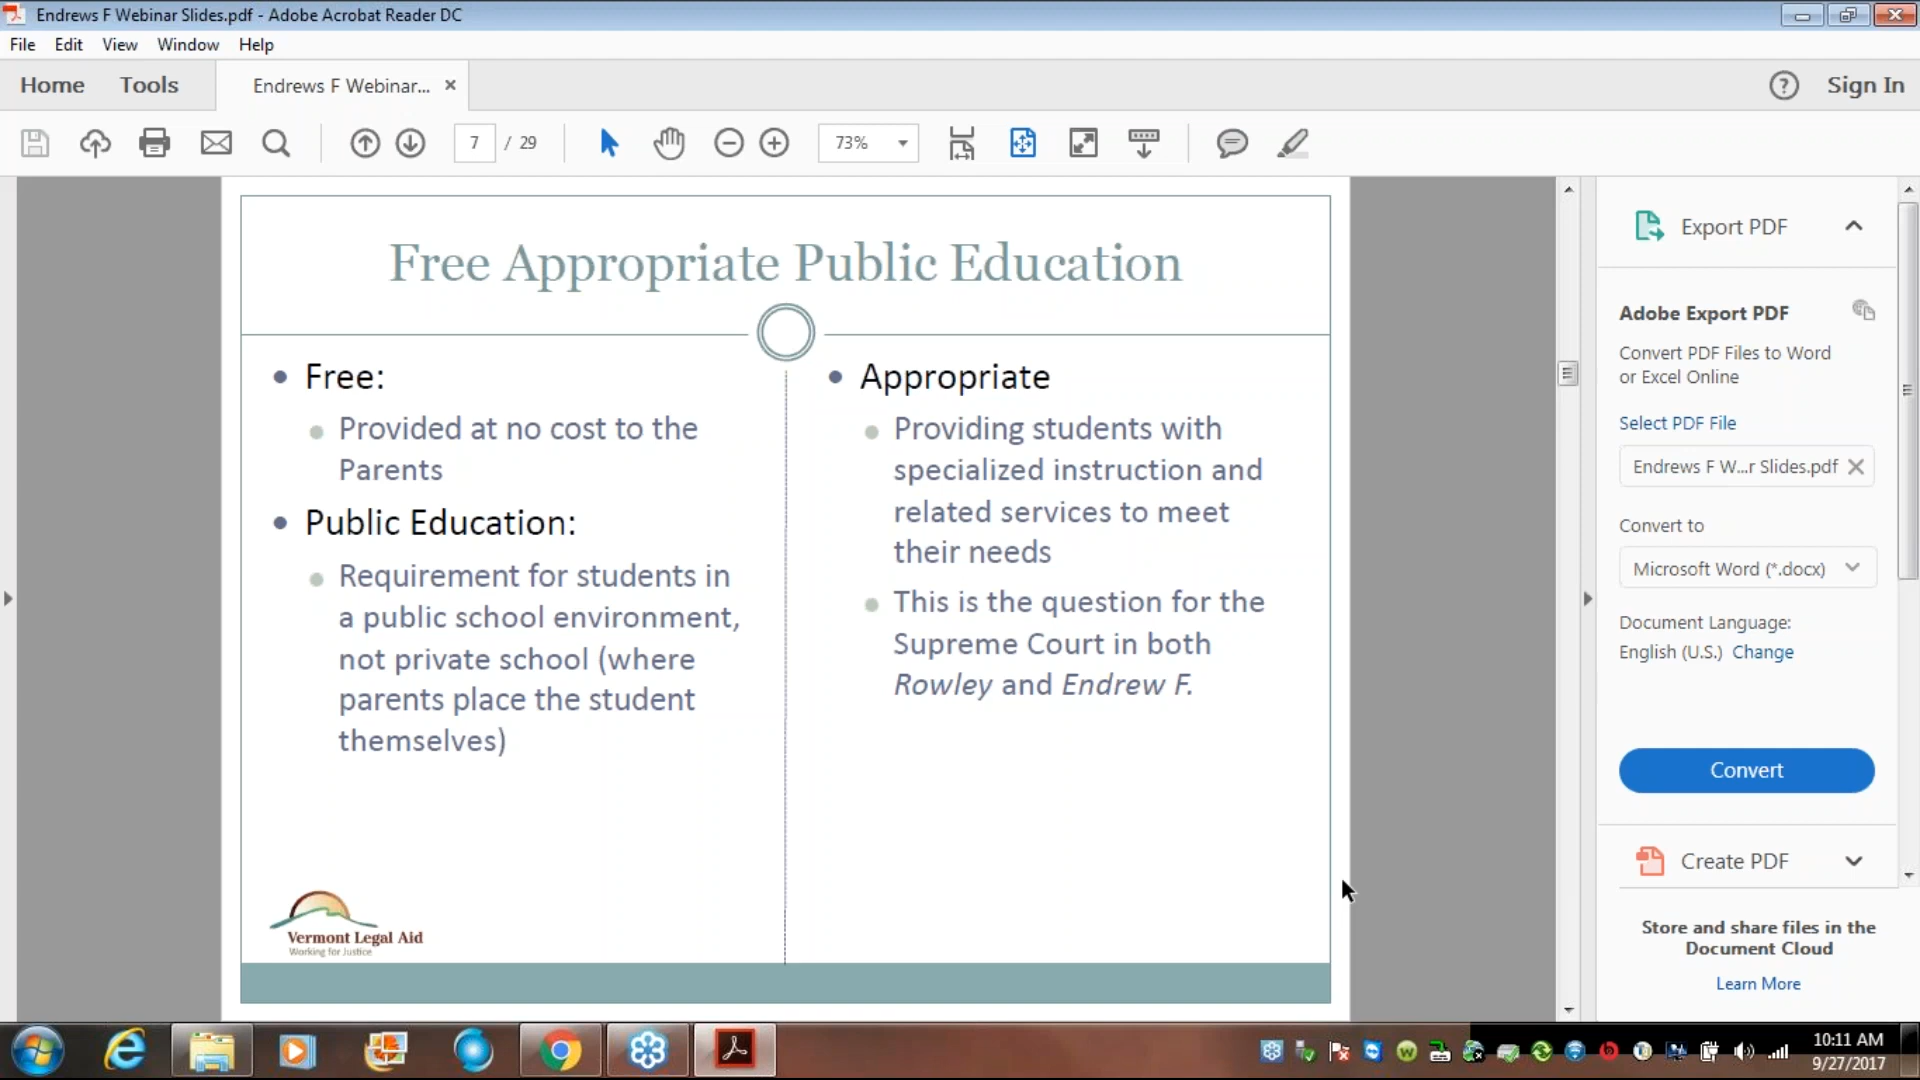 Endrews F Webinar Slides.pdf - Adobe Acrobat Reader DC
File Edit View Window Help
Home Tools Endrews F Webinar... × Sign In
7 / 29 73%
Free Appropriate Public Education
• Free:
Provided at no cost to the
Parents
• Public Education:
Requirement for students in
a public school environment,
not private school (where
parents place the student
themselves)
• Appropriate
Providing students with
specialized instruction and
related services to meet
their needs
This is the question for the
Supreme Court in both
Rowley and Endrew F.
Vermont Legal Aid
Working for Justice
Export PDF
Adobe Export PDF
Convert PDF Files to Word
or Excel Online
Select PDF File
Endrews F W...r Slides.pdf
Convert to
Microsoft Word (*.docx)
Document Language:
English (U.S.) Change
Convert
Create PDF
Store and share files in the
Document Cloud
Learn More
10:11 AM
9/27/2017